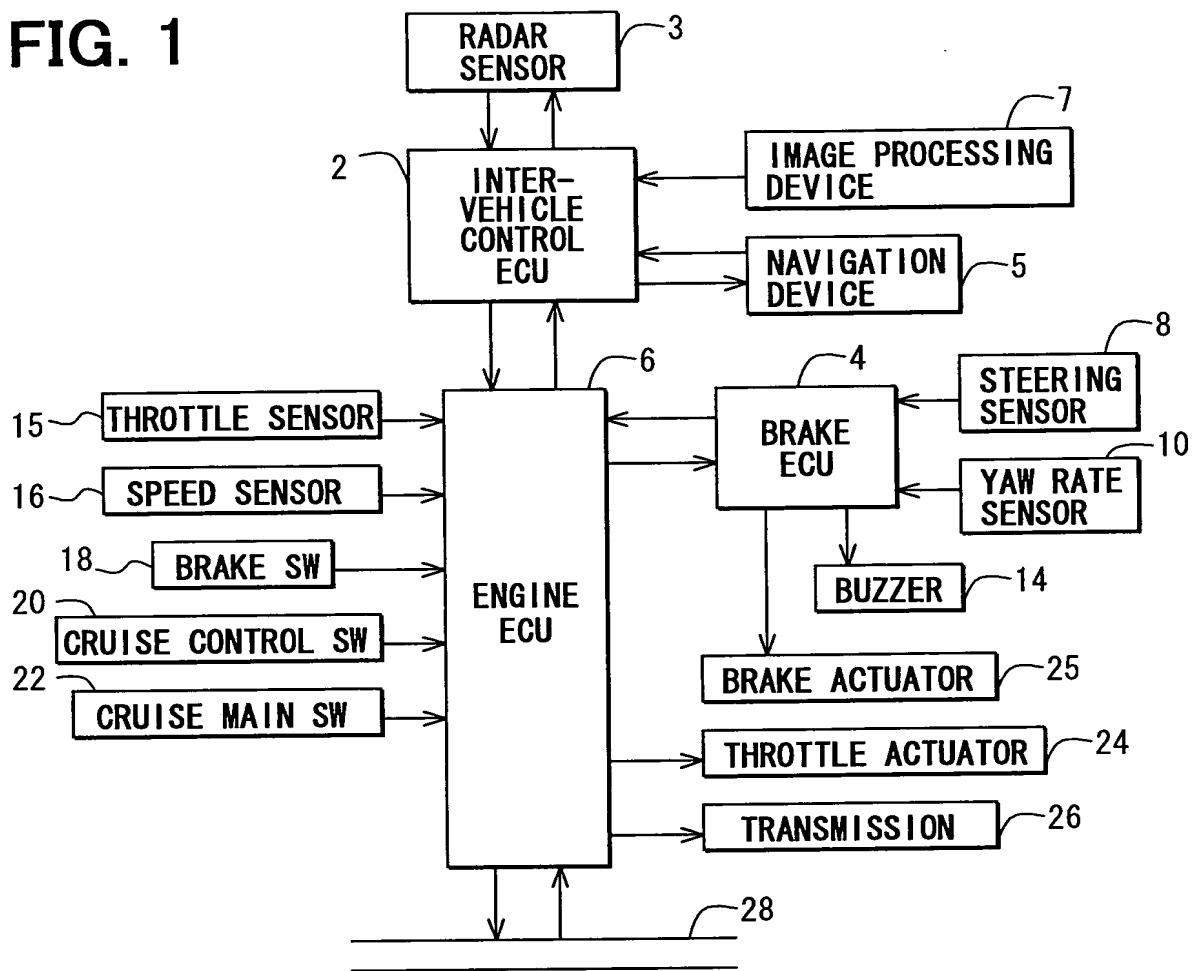 FIG. 1
RADAR
SENSOR
3
7
2
INTER-
VEHICLE
CONTROL
ECU
IMAGE PROCESSING
DEVICE
NAVIGATION
DEVICE
5
8
6
4
STEERING
SENSOR
15
THROTTLE SENSOR
BRAKE
ECU
10
16
SPEED SENSOR
YAW RATE
SENSOR
18
BRAKE SW
ENGINE
ECU
BUZZER
14
20
CRUISE CONTROL SW
22
BRAKE ACTUATOR
25
CRUISE MAIN SW
THROTTLE ACTUATOR
24
TRANSMISSION
26
28